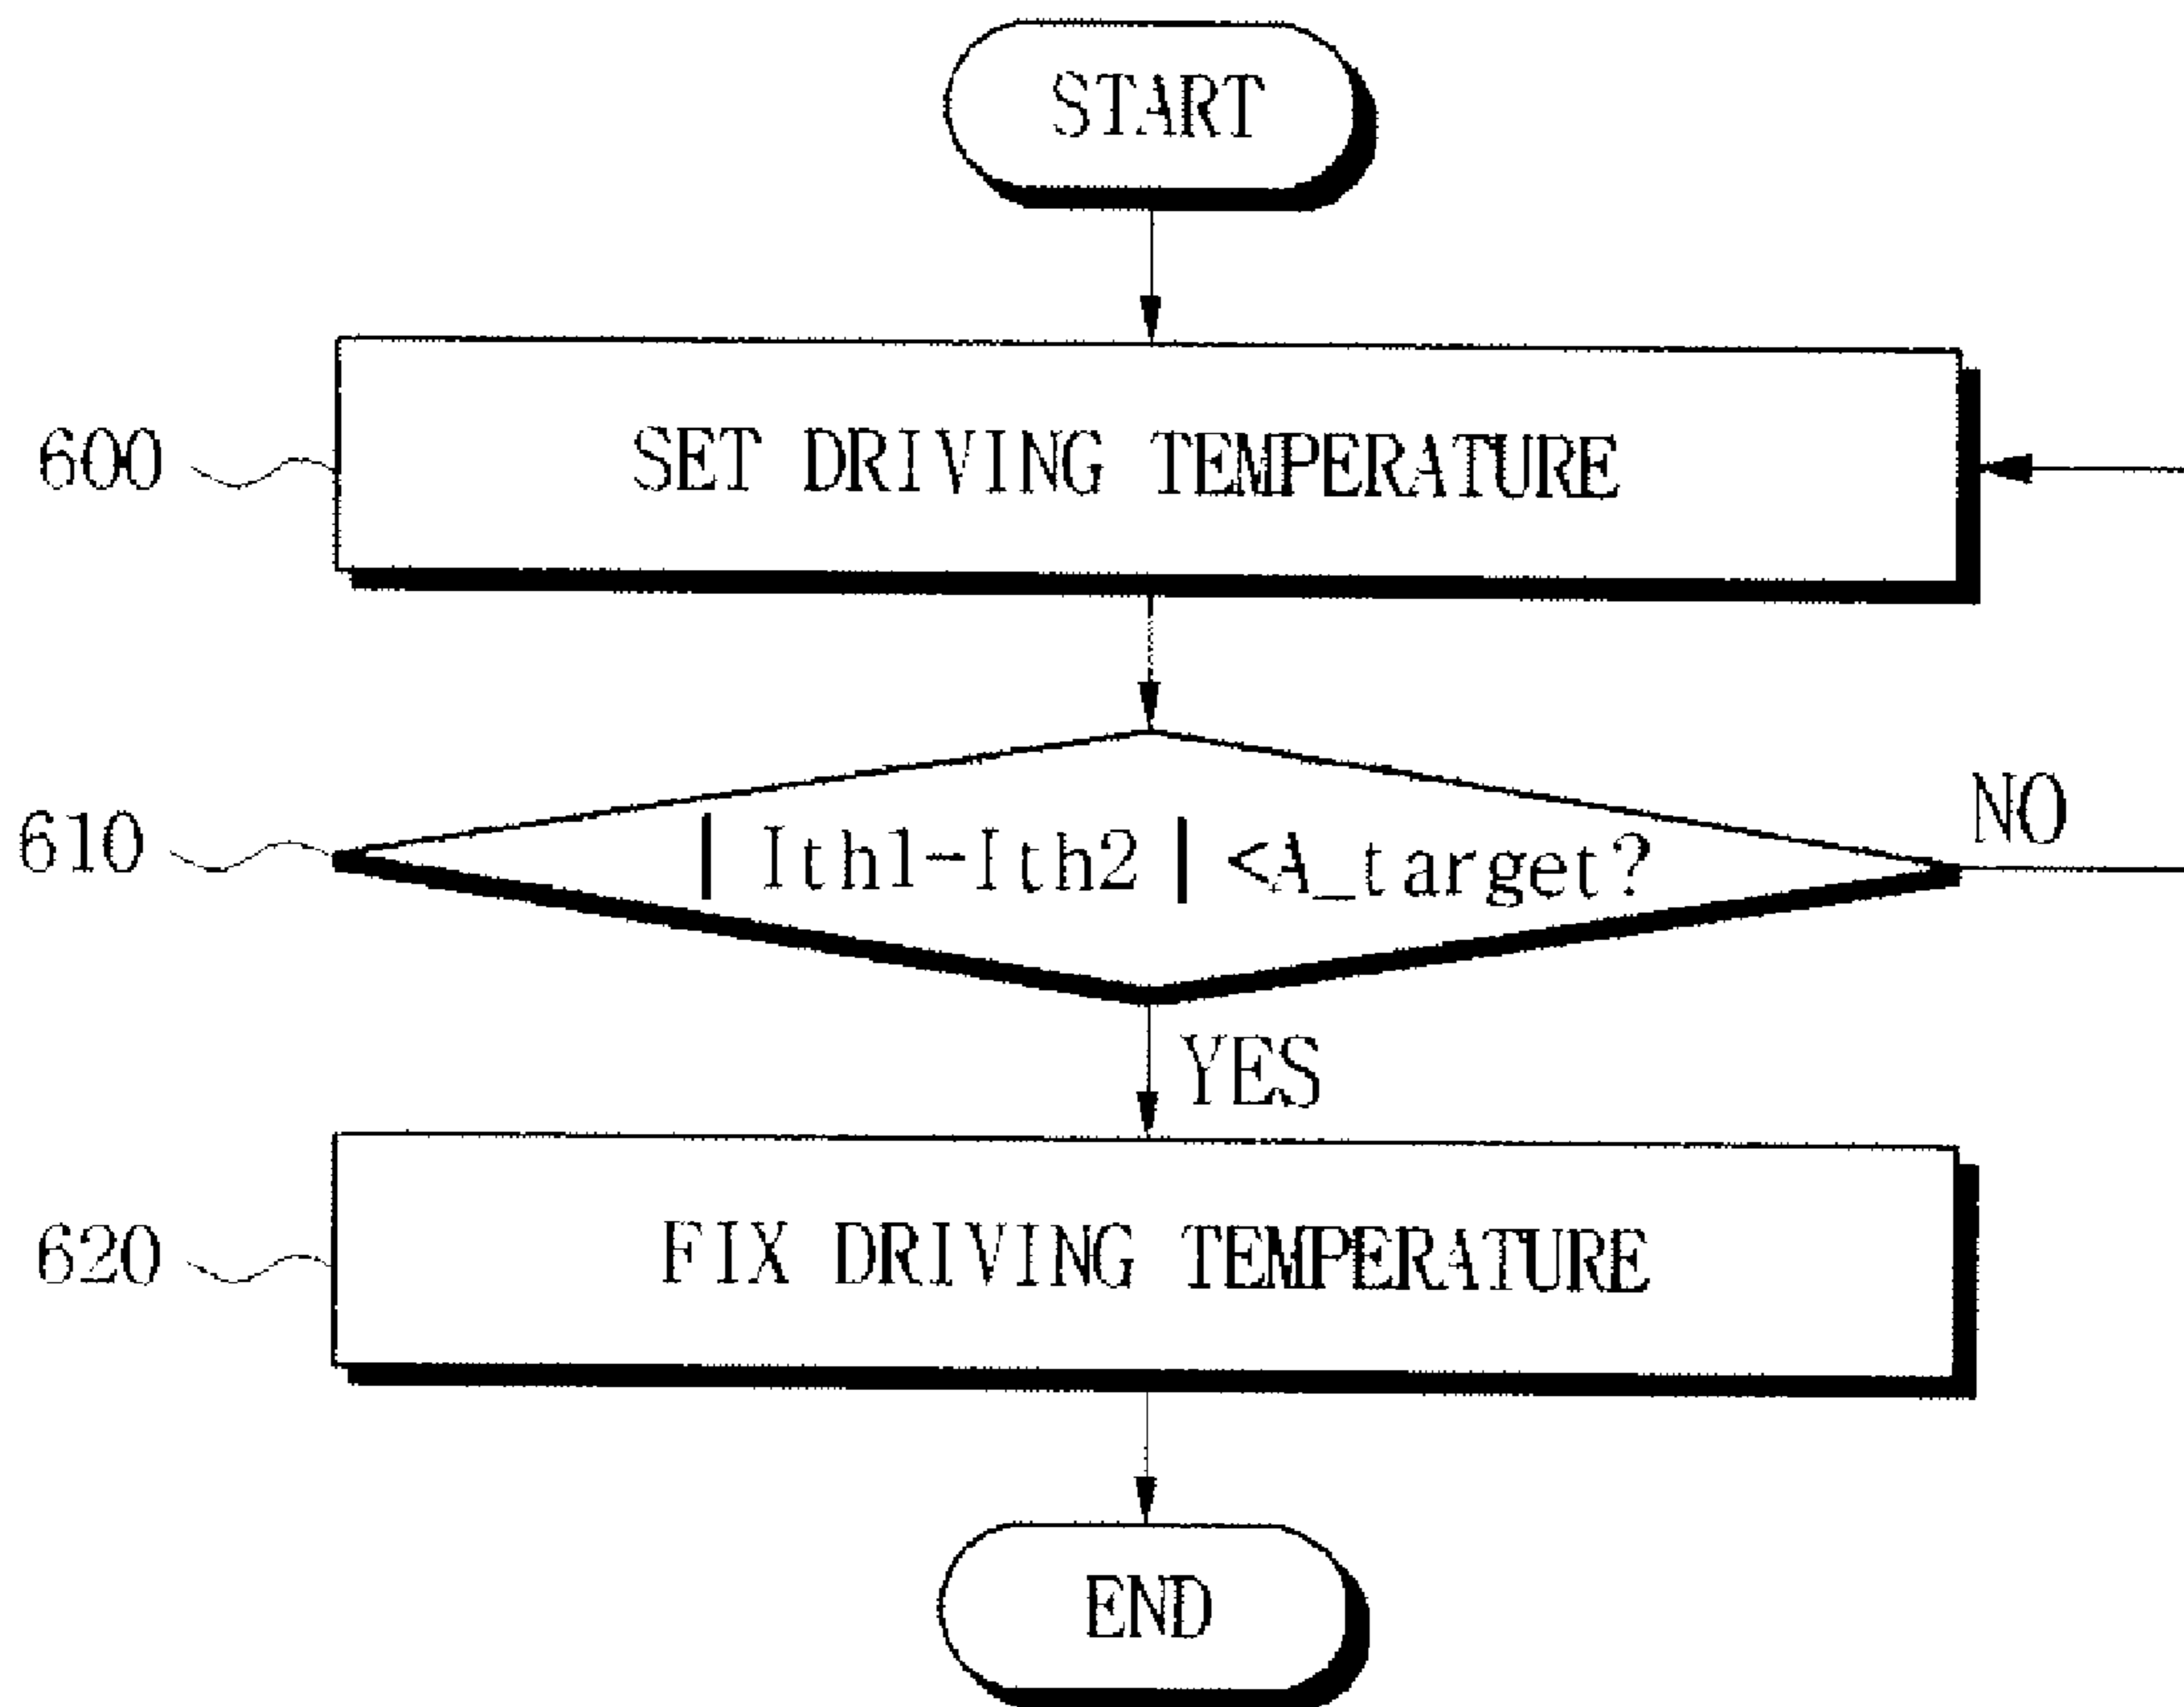 START
600
SET DRIVING TEMPERATURE
610
| Ith1-Ith2 | <A_target?
NO
YES
620
FIX DRIVING TEMPERATURE
END